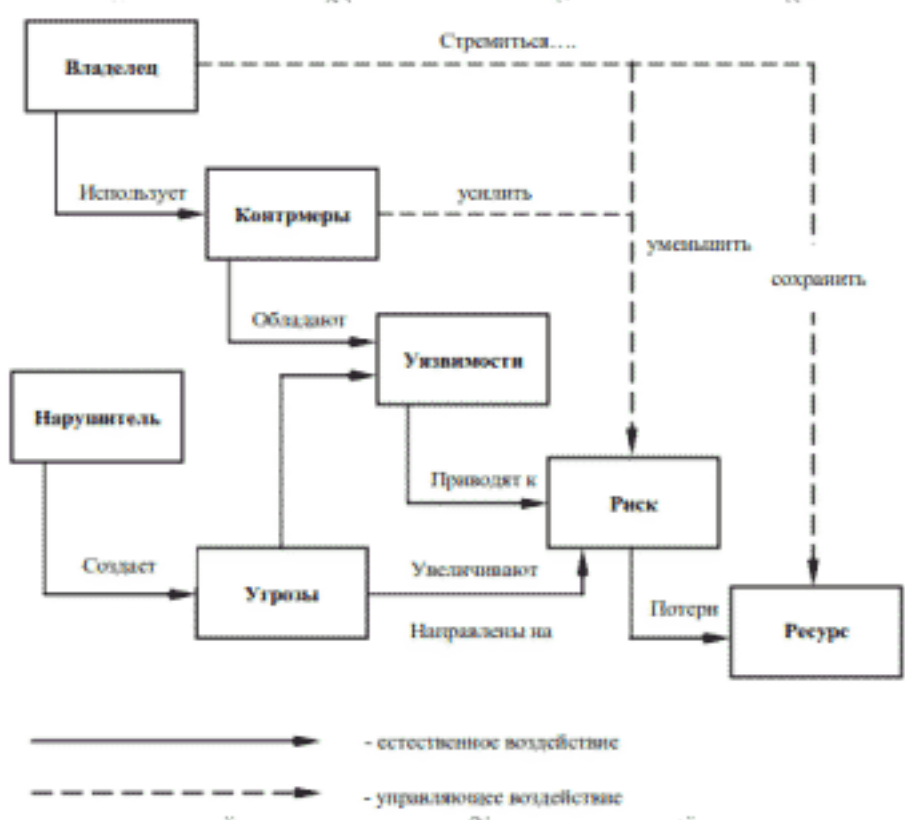 Стремиться….
Владелец
Использует
усилить
Контрмеры
уменьшить
сохранить
Обладают
Уязвимости
Нарушитель
Приводят к
Риск
Создает
Увеличивают
Угрозы
Потери
Направлены на
Ресурс
- естественное воздействие
- управляющее воздействие